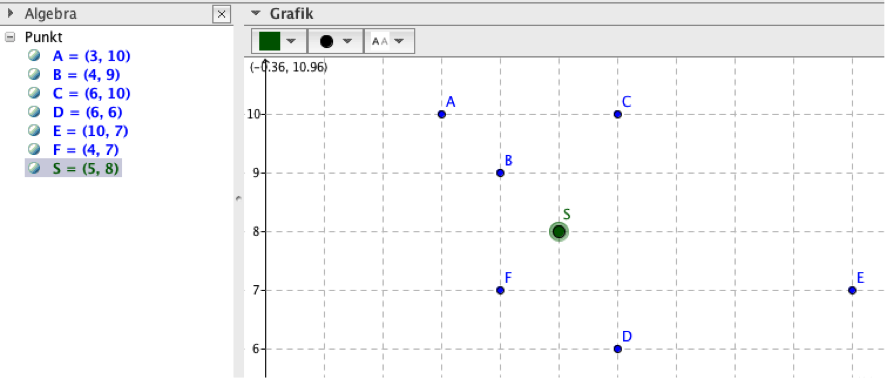 Algebra
Punkt
A = (3, 10)
B = (4, 9)
C = (6, 10)
D = (6, 6)
E = (10, 7)
F = (4, 7)
S = (5, 8)
Grafik
A A
(-0.36, 10.96)
10
A
C
9
B
8
S
7
F
E
6
D